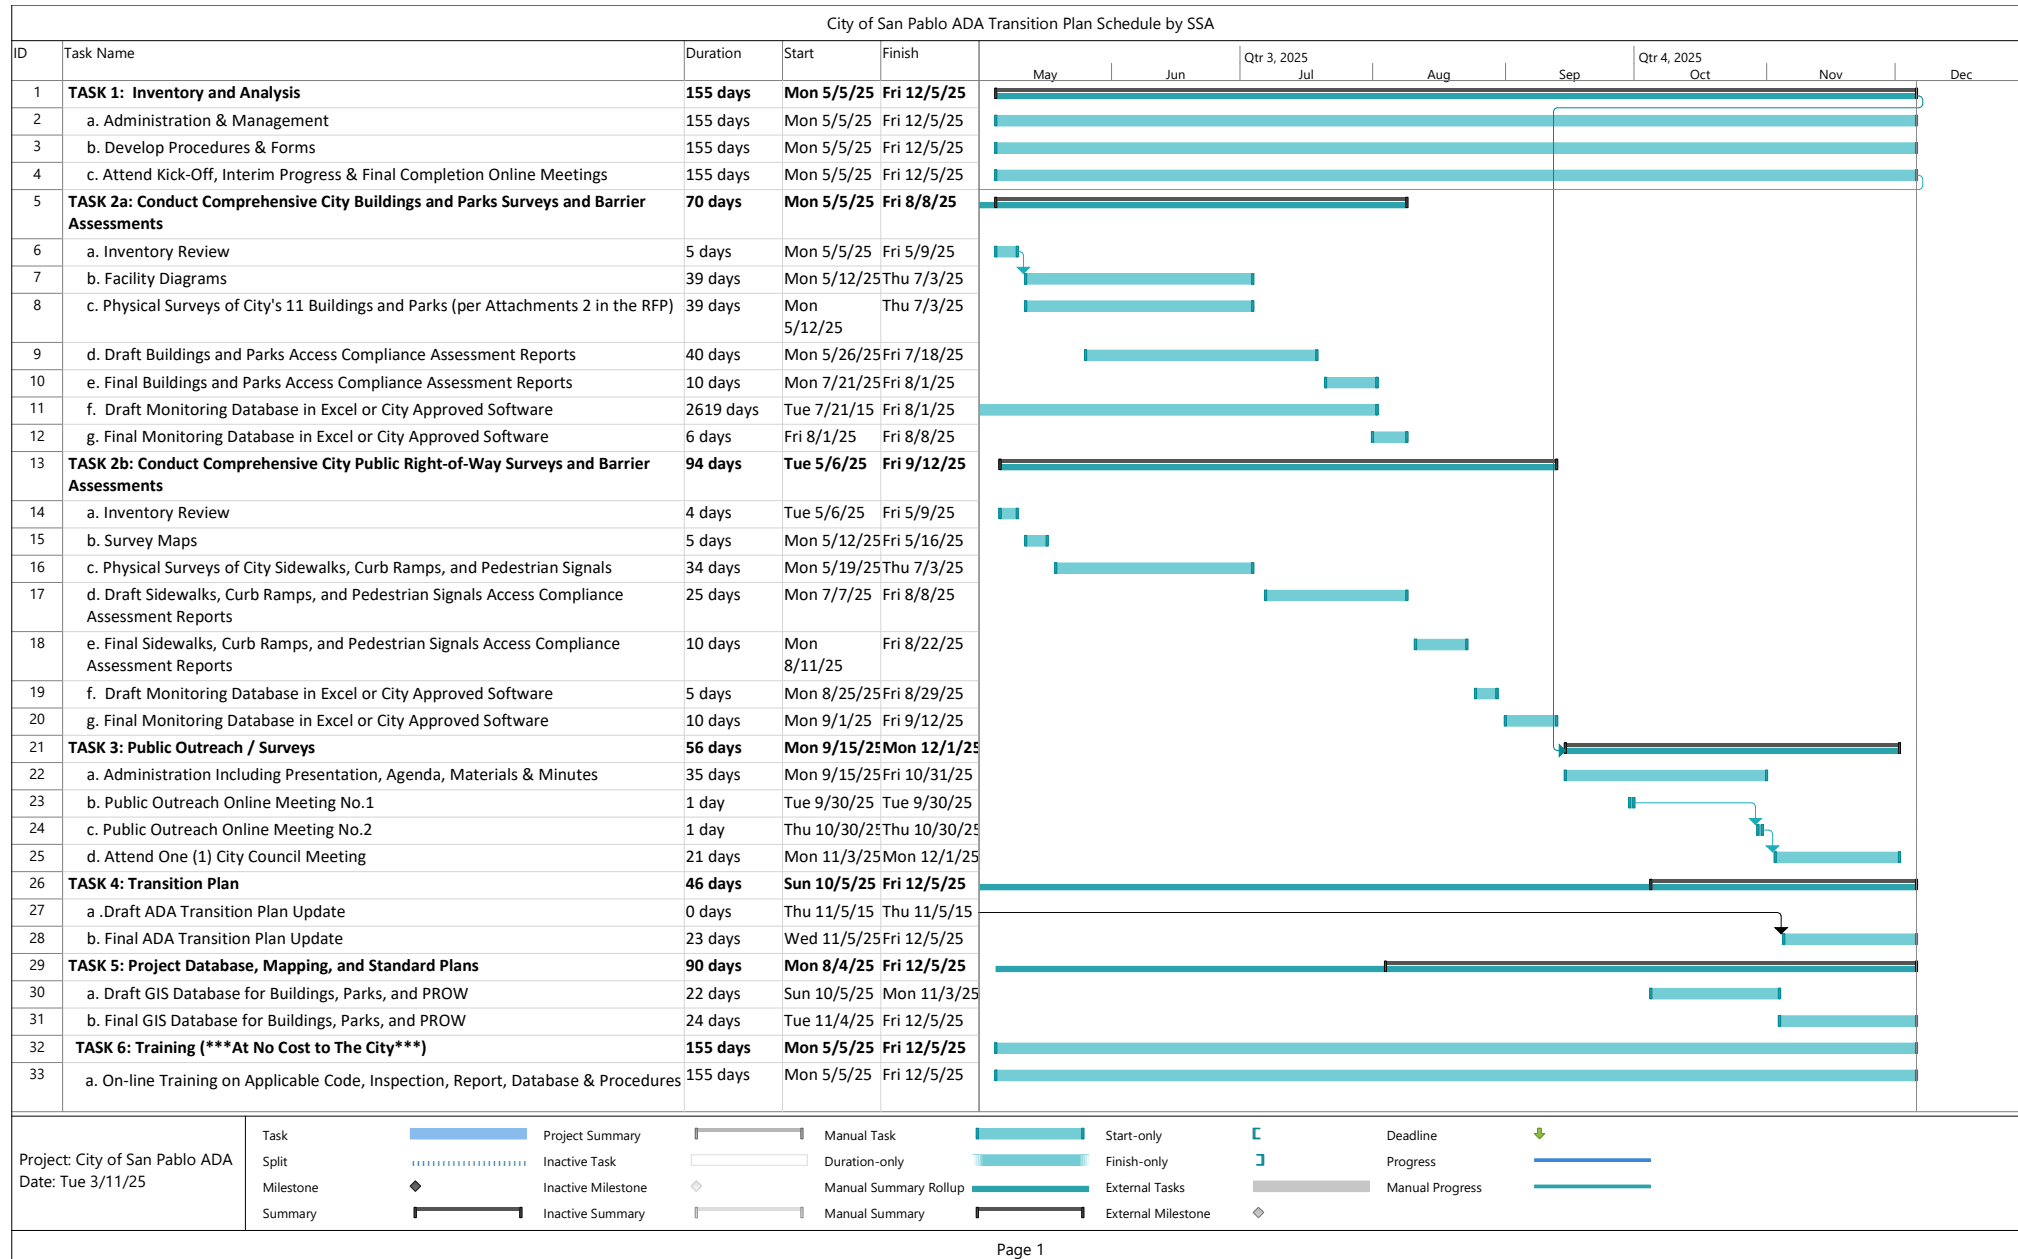 City of San Pablo ADA Transition Plan Schedule by SSA
ID Task Name Duration Start Finish
Qtr 3, 2025 Qtr 4, 2025
May Jun Jul Aug Sep Oct Nov Dec
1 TASK 1: Inventory and Analysis 155 days Mon 5/5/25 Fri 12/5/25
2 a. Administration & Management 155 days Mon 5/5/25 Fri 12/5/25
3 b. Develop Procedures & Forms 155 days Mon 5/5/25 Fri 12/5/25
4 c. Attend Kick-Off, Interim Progress & Final Completion Online Meetings 155 days Mon 5/5/25 Fri 12/5/25
5 TASK 2a: Conduct Comprehensive City Buildings and Parks Surveys and Barrier 70 days Mon 5/5/25 Fri 8/8/25
Assessments
6 a. Inventory Review 5 days Mon 5/5/25 Fri 5/9/25
7 b. Facility Diagrams 39 days Mon 5/12/25 Thu 7/3/25
8 c. Physical Surveys of City's 11 Buildings and Parks (per Attachments 2 in the RFP) 39 days Mon Thu 7/3/25
5/12/25
9 d. Draft Buildings and Parks Access Compliance Assessment Reports 40 days Mon 5/26/25 Fri 7/18/25
10 e. Final Buildings and Parks Access Compliance Assessment Reports 10 days Mon 7/21/25 Fri 8/1/25
11 f. Draft Monitoring Database in Excel or City Approved Software 2619 days Tue 7/21/15 Fri 8/1/25
12 g. Final Monitoring Database in Excel or City Approved Software 6 days Fri 8/1/25 Fri 8/8/25
13 TASK 2b: Conduct Comprehensive City Public Right-of-Way Surveys and Barrier 94 days Tue 5/6/25 Fri 9/12/25
Assessments
14 a. Inventory Review 4 days Tue 5/6/25 Fri 5/9/25
15 b. Survey Maps 5 days Mon 5/12/25 Fri 5/16/25
16 c. Physical Surveys of City Sidewalks, Curb Ramps, and Pedestrian Signals 34 days Mon 5/19/25 Thu 7/3/25
17 d. Draft Sidewalks, Curb Ramps, and Pedestrian Signals Access Compliance 25 days Mon 7/7/25 Fri 8/8/25
Assessment Reports
18 e. Final Sidewalks, Curb Ramps, and Pedestrian Signals Access Compliance 10 days Mon Fri 8/22/25
Assessment Reports 8/11/25
19 f. Draft Monitoring Database in Excel or City Approved Software 5 days Mon 8/25/25 Fri 8/29/25
20 g. Final Monitoring Database in Excel or City Approved Software 10 days Mon 9/1/25 Fri 9/12/25
21 TASK 3: Public Outreach / Surveys 56 days Mon 9/15/25 Mon 12/1/25
22 a. Administration Including Presentation, Agenda, Materials & Minutes 35 days Mon 9/15/25 Fri 10/31/25
23 b. Public Outreach Online Meeting No.1 1 day Tue 9/30/25 Tue 9/30/25
24 c. Public Outreach Online Meeting No.2 1 day Thu 10/30/25 Thu 10/30/25
25 d. Attend One (1) City Council Meeting 21 days Mon 11/3/25 Mon 12/1/25
26 TASK 4: Transition Plan 46 days Sun 10/5/25 Fri 12/5/25
27 a .Draft ADA Transition Plan Update 0 days Thu 11/5/15 Thu 11/5/15
28 b. Final ADA Transition Plan Update 23 days Wed 11/5/25 Fri 12/5/25
29 TASK 5: Project Database, Mapping, and Standard Plans 90 days Mon 8/4/25 Fri 12/5/25
30 a. Draft GIS Database for Buildings, Parks, and PROW 22 days Sun 10/5/25 Mon 11/3/25
31 b. Final GIS Database for Buildings, Parks, and PROW 24 days Tue 11/4/25 Fri 12/5/25
32 TASK 6: Training (***At No Cost to The City***) 155 days Mon 5/5/25 Fri 12/5/25
33 a. On-line Training on Applicable Code, Inspection, Report, Database & Procedures 155 days Mon 5/5/25 Fri 12/5/25
Project: City of San Pablo ADA
Date: Tue 3/11/25
Task Project Summary Manual Task Start-only Deadline
Split Inactive Task Duration-only Finish-only Progress
Milestone Inactive Milestone Manual Summary Rollup External Tasks Manual Progress
Summary Inactive Summary Manual Summary External Milestone
Page 1